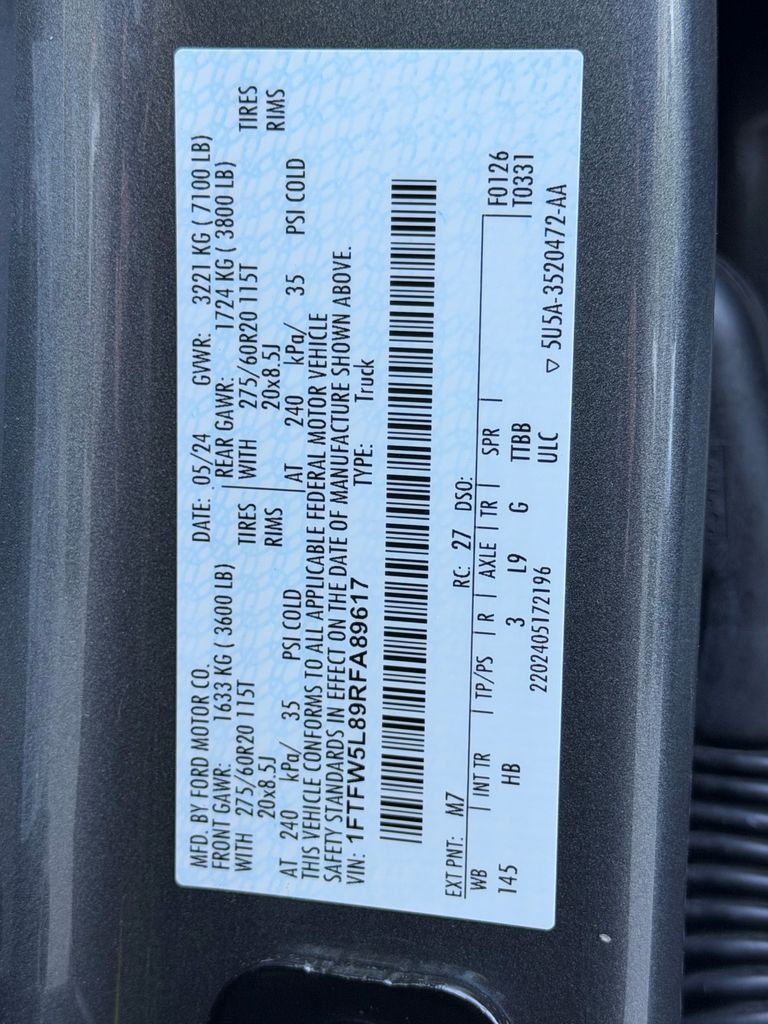 MFD. BY FORD MOTOR CO. DATE: 05/24 GVWR: 3221 KG ( 7100 LB)
FRONT GAWR: 1633 KG ( 3600 LB) REAR GAWR: 1724 KG ( 3800 LB)
WITH 275/60R20 115T TIRES WITH 275/60R20 115T TIRES
20x8.5J RIMS 20x8.5J RIMS
AT 240 kPa/ 35 PSI COLD AT 240 kPa/ 35 PSI COLD
THIS VEHICLE CONFORMS TO ALL APPLICABLE FEDERAL MOTOR VEHICLE
SAFETY STANDARDS IN EFFECT ON THE DATE OF MANUFACTURE SHOWN ABOVE.
VIN: 1FTFW5L89RFA89617 TYPE: Truck
EXT PNT: M7 RC: 27 DSO:
WB INT TR TP/PS R AXLE TR SPR F0126
145 HB 3 L9 G TTBB T0331
2202405172196 ULC ▽ 5U5A-3520472-AA